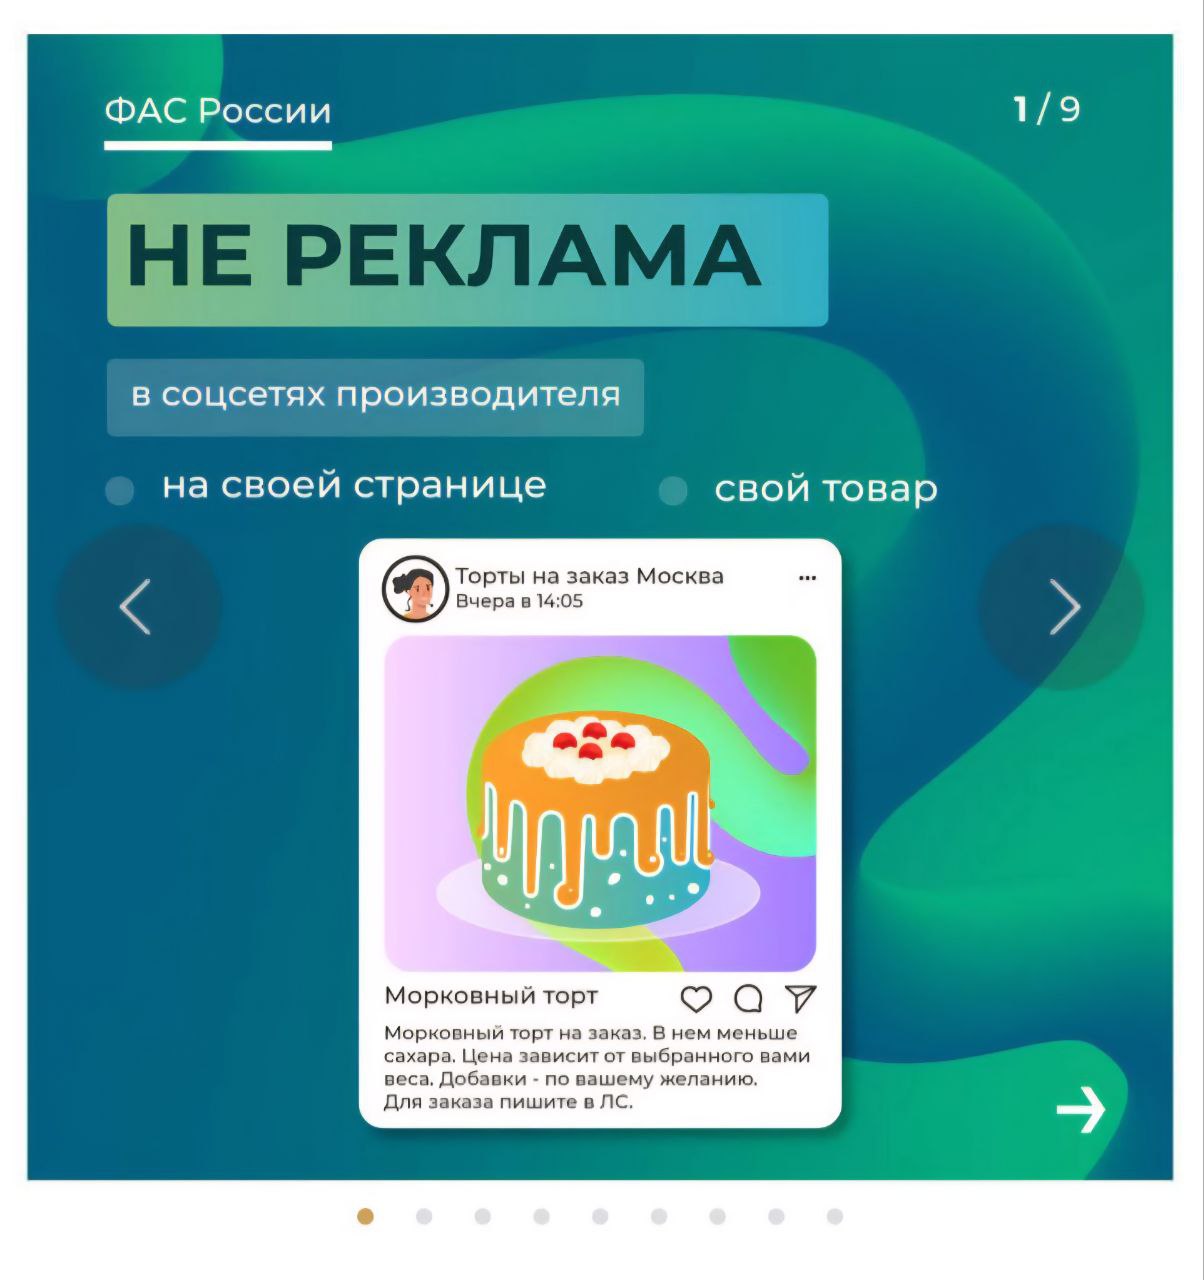 ФАС России
1 / 9
НЕ РЕКЛАМА
в соцсетях производителя
на своей странице
свой товар
Торты на заказ Москва
Вчера в 14:05
Морковный торт
Морковный торт на заказ. В нем меньше
сахара. Цена зависит от выбранного вами
веса. Добавки - по вашему желанию.
Для заказа пишите в ЛС.